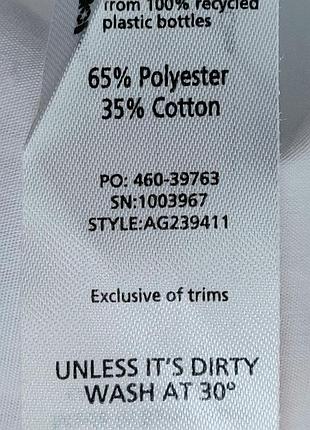 from 100% recycled
plastic bottles
65% Polyester
35% Cotton
PO: 460-39763
SN:1003967
STYLE:AG239411
Exclusive of trims
UNLESS IT'S DIRTY
WASH AT 30º